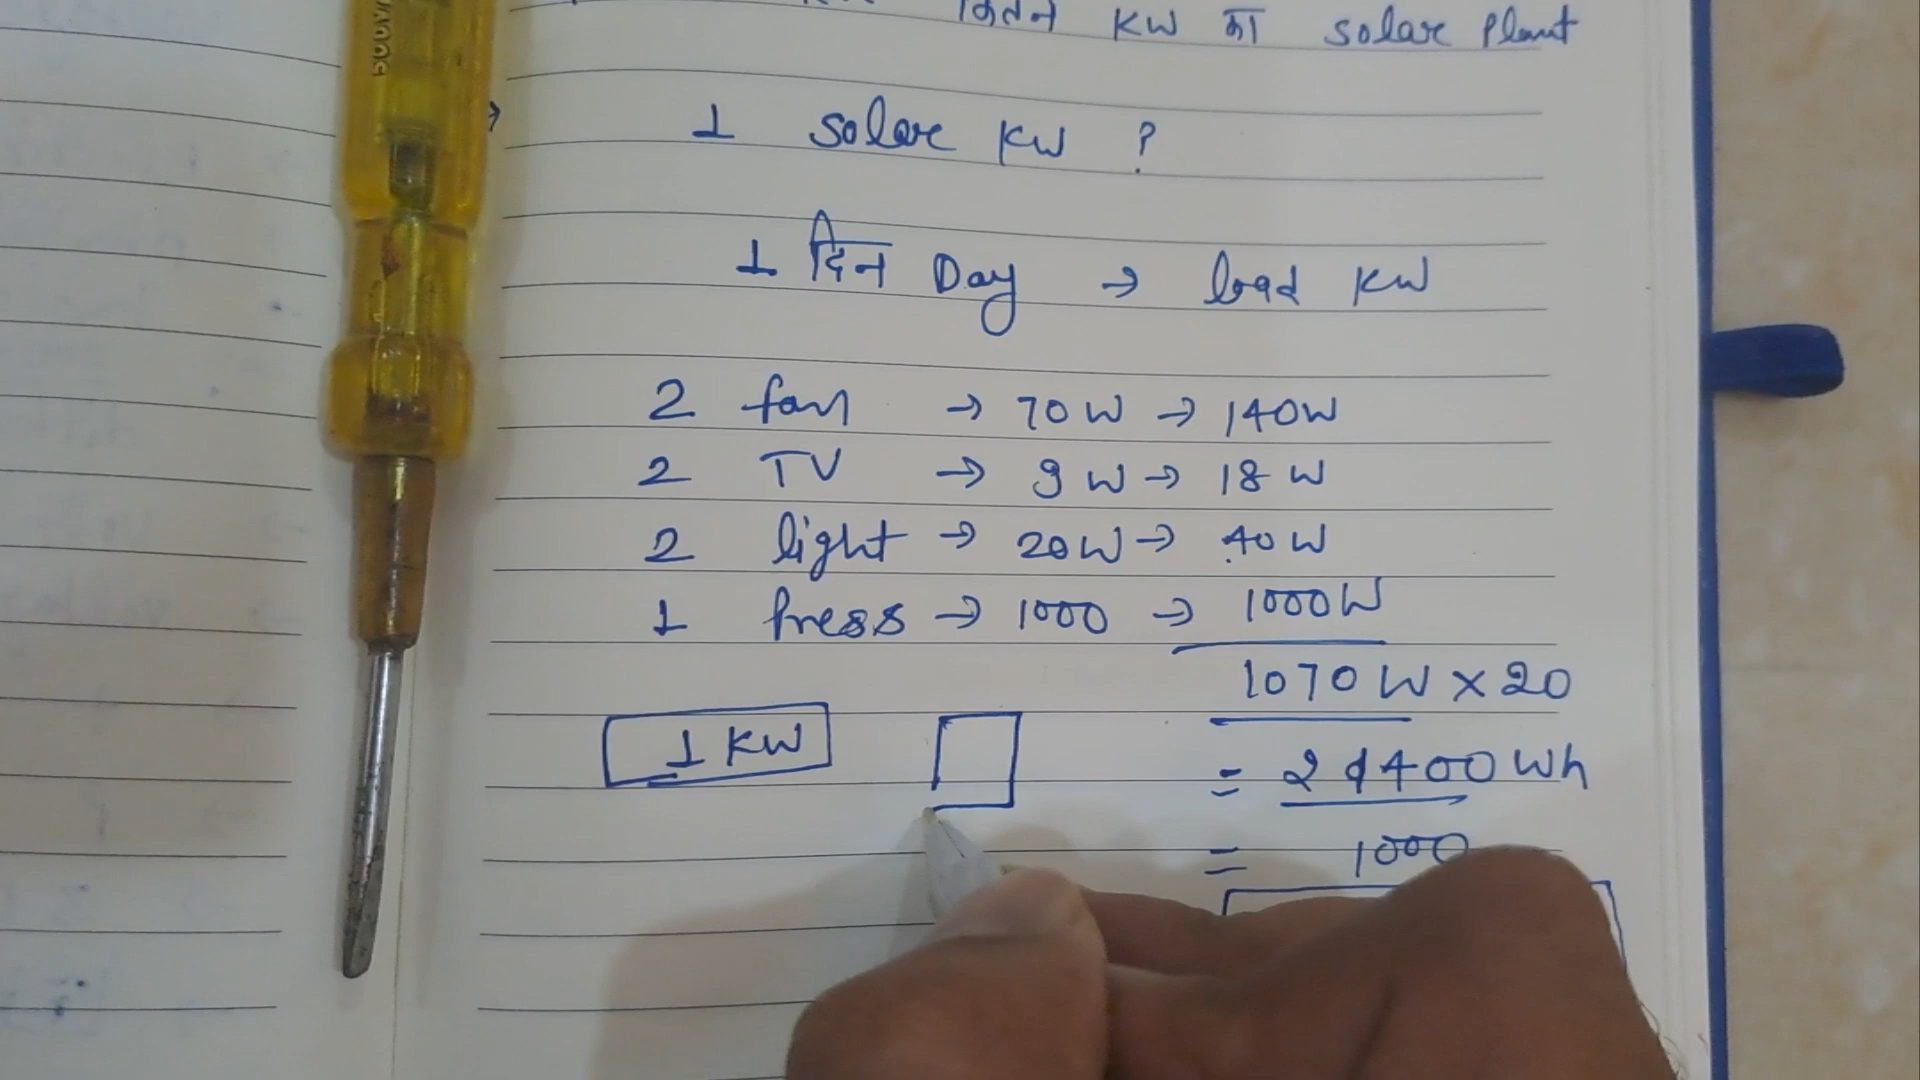 कितने KW का solar Plant
1 solar KW ?
1 दिन Day → load KW
2 fan → 70W → 140W
2 TV → 9W → 18W
2 light → 20W → 40W
1 Press → 1000 → 1000W
1070W x 20
1 KW
= 21400 Wh
= 1000